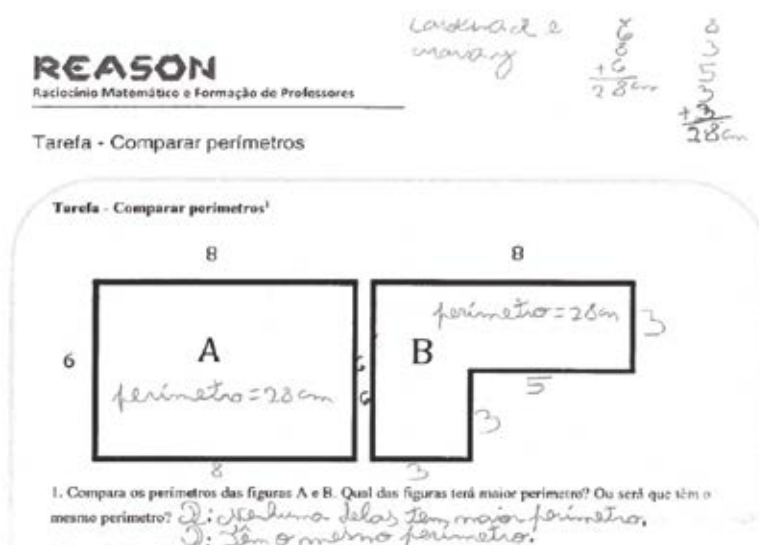 REASON
Raciocínio Matemático e Formação de Professores
6
8
+6
28cm
8
3
5
3
+3
28cm
Tarefa - Comparar perímetros
Tarefa - Comparar perímetros¹
8
8
perímetro=28cm
3
6
A
B
6
6
5
perímetro=28cm
3
8
3
1. Compara os perímetros das figuras A e B. Qual das figuras terá maior perímetro? Ou será que têm o
mesmo perímetro? R: Nenhuma delas tem maior perímetro,
R: Têm o mesmo perímetro.